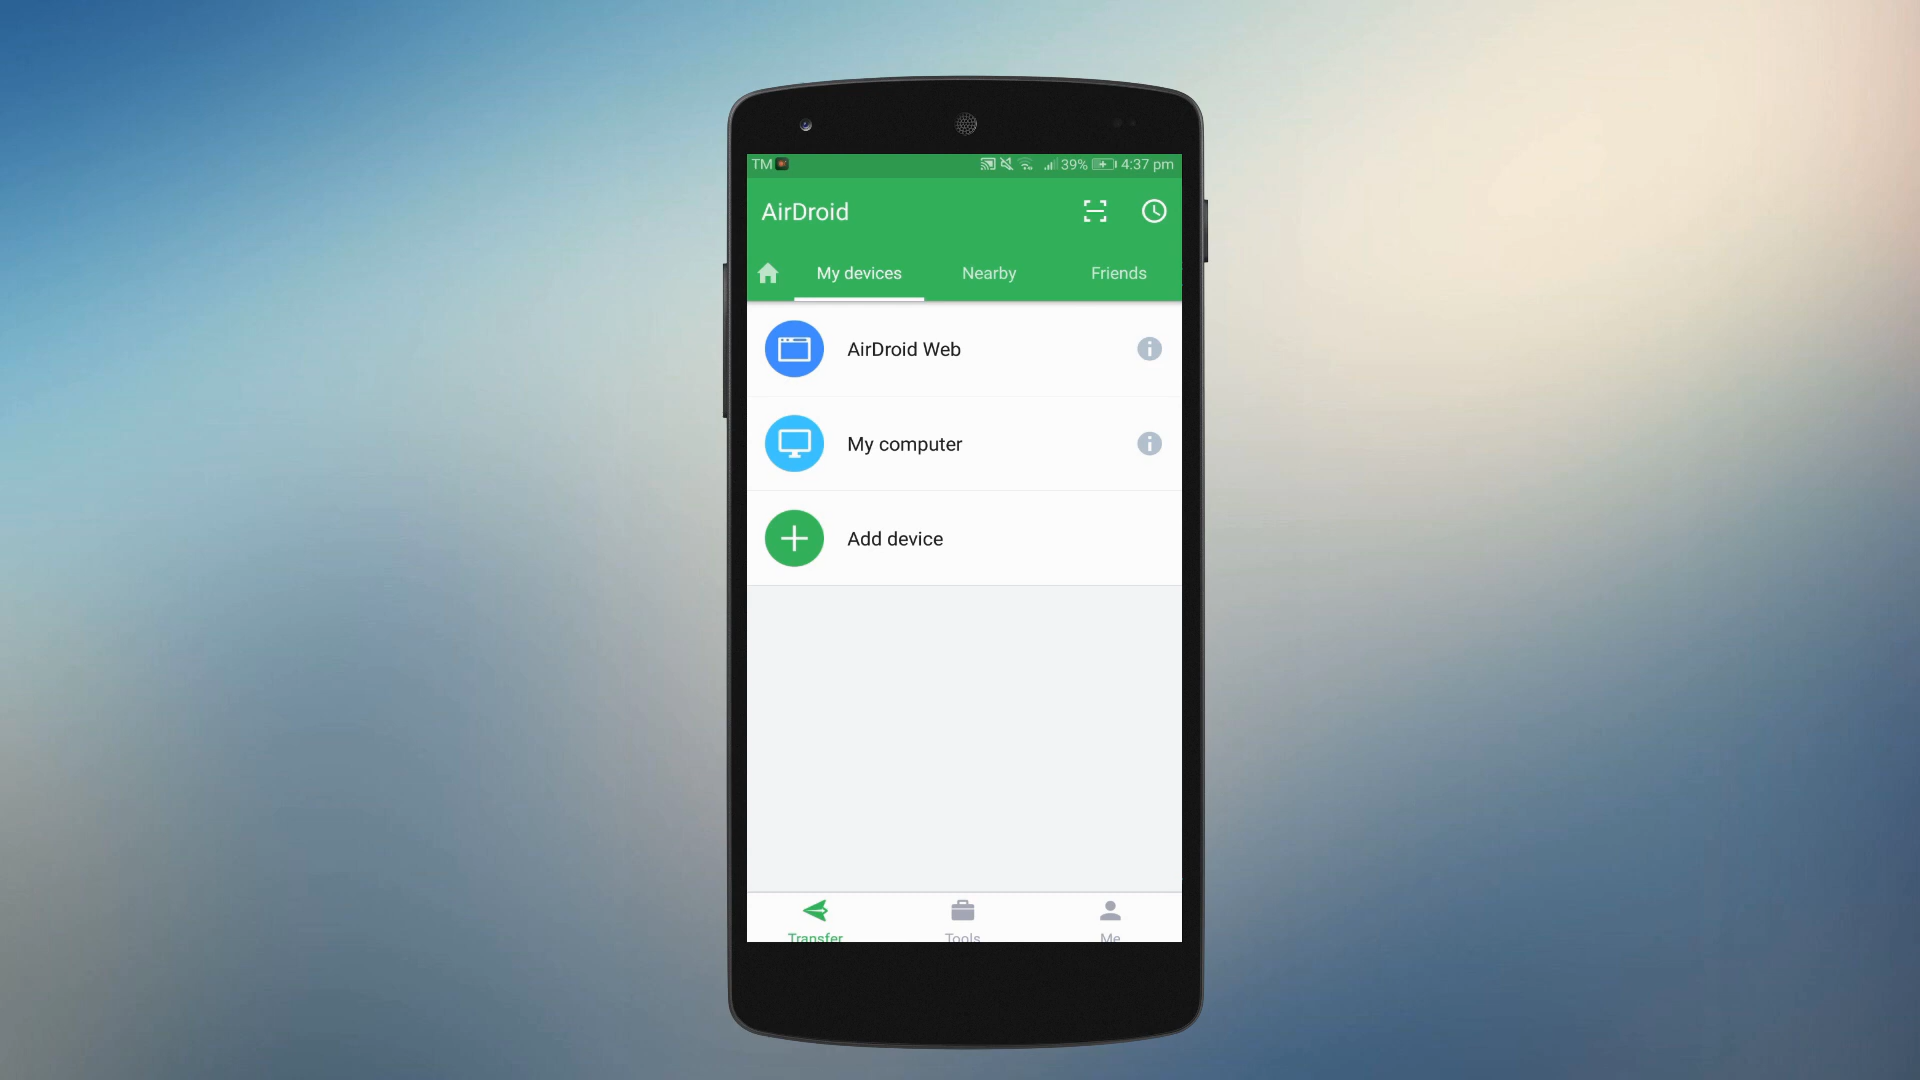 TM 39% 4:37 pm
AirDroid
My devices Nearby Friends
AirDroid Web
My computer
Add device
Transfer Tools Me